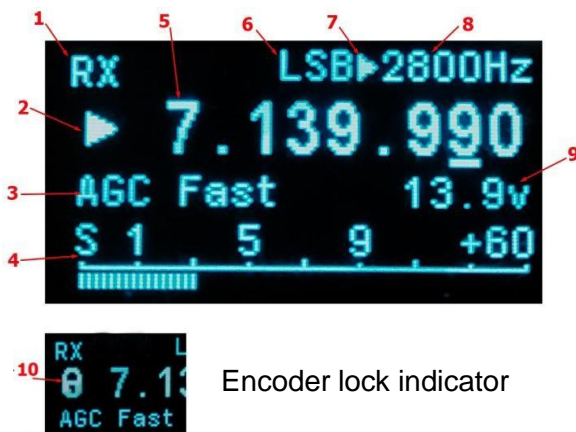 1 5 6 7 8
RX LSB▶2800Hz
2 ▶ 7.139.990
9
3 AGC Fast 13.9v
4 S 1 5 9 +60
RX L
10 7.13
Encoder lock indicator
AGC Fast